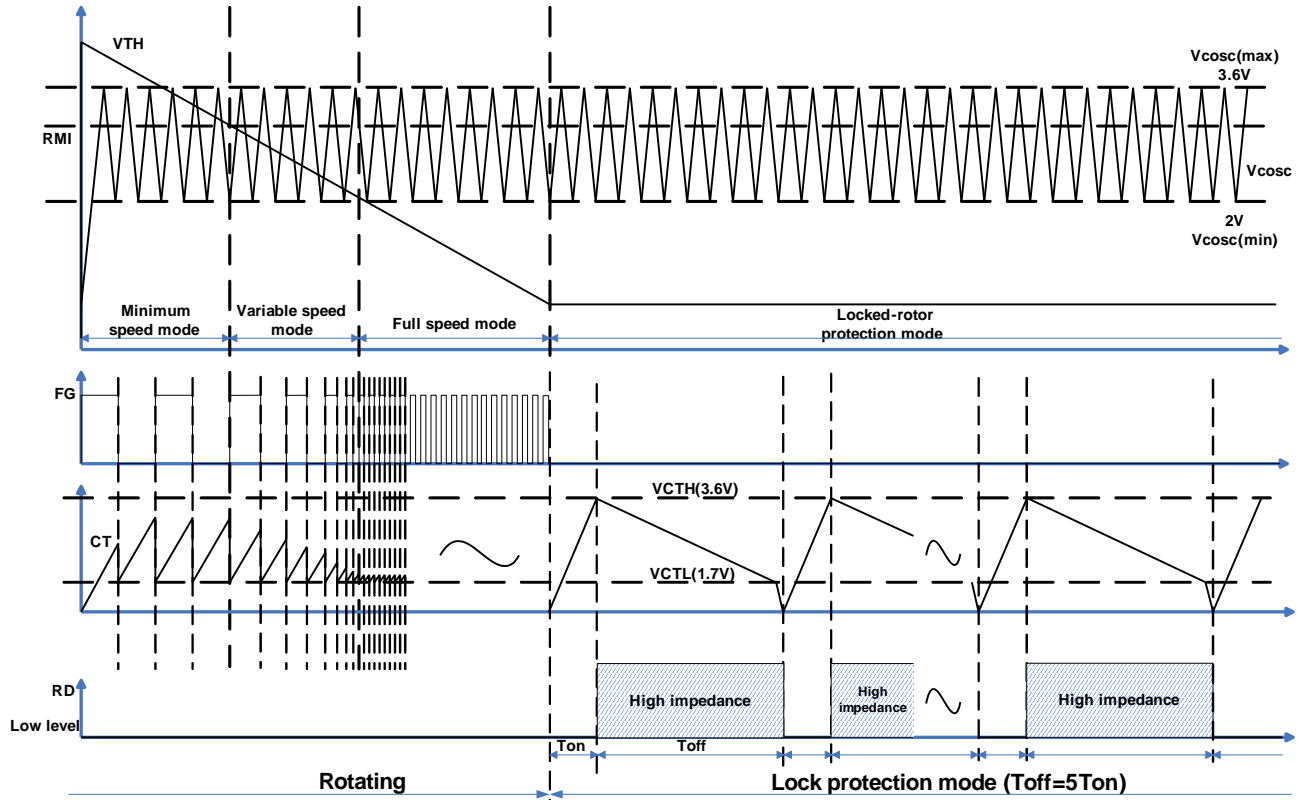 VTH
Vcosc(max)
3.6V
RMI
Vcosc
2V
Vcosc(min)
Minimum
speed mode
Variable speed
mode
Full speed mode
Locked-rotor
protection mode
FG
VCTH(3.6V)
CT
VCTL(1.7V)
RD
High impedance
High
impedance
High impedance
Low level
Ton
Toff
Rotating
Lock protection mode (Toff=5Ton)